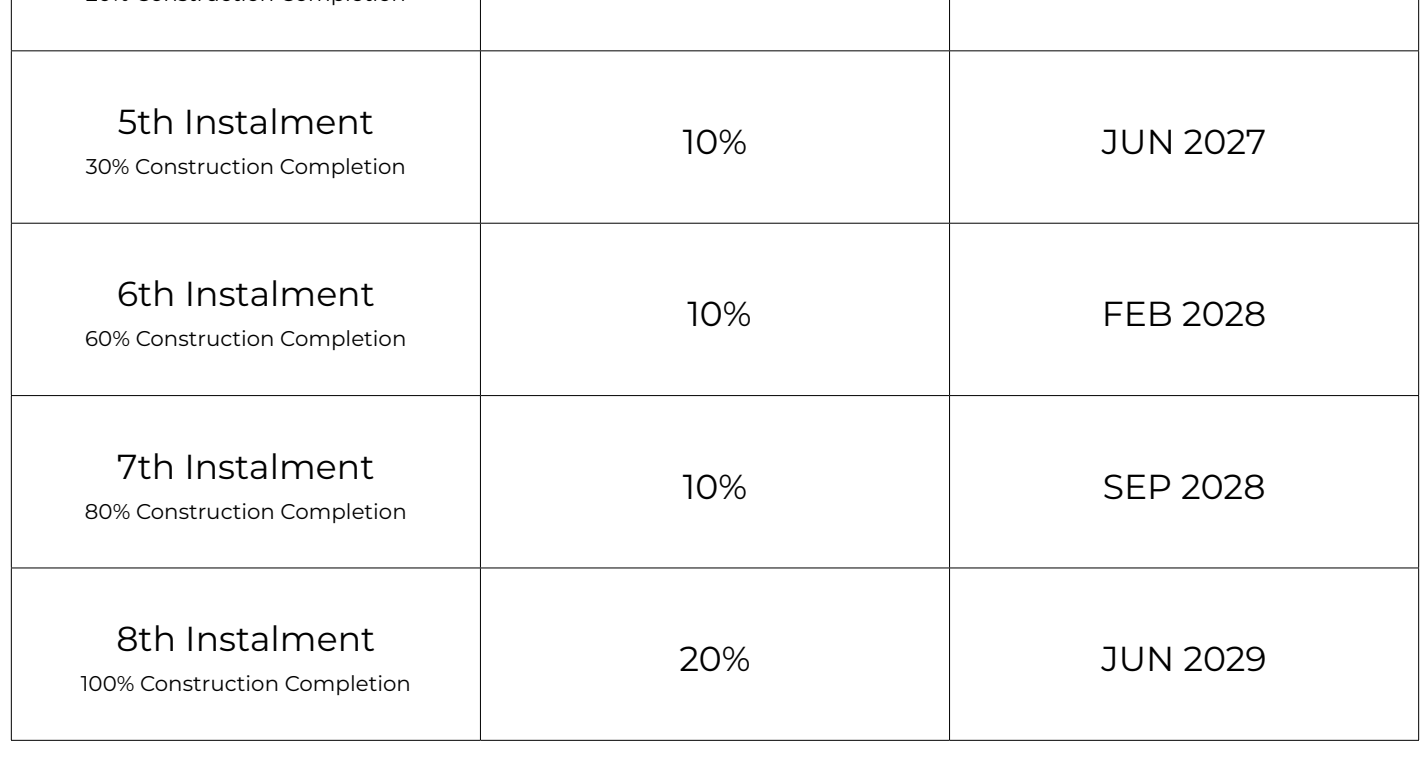 5th Instalment
30% Construction Completion
10%
JUN 2027
6th Instalment
60% Construction Completion
10%
FEB 2028
7th Instalment
80% Construction Completion
10%
SEP 2028
8th Instalment
100% Construction Completion
20%
JUN 2029